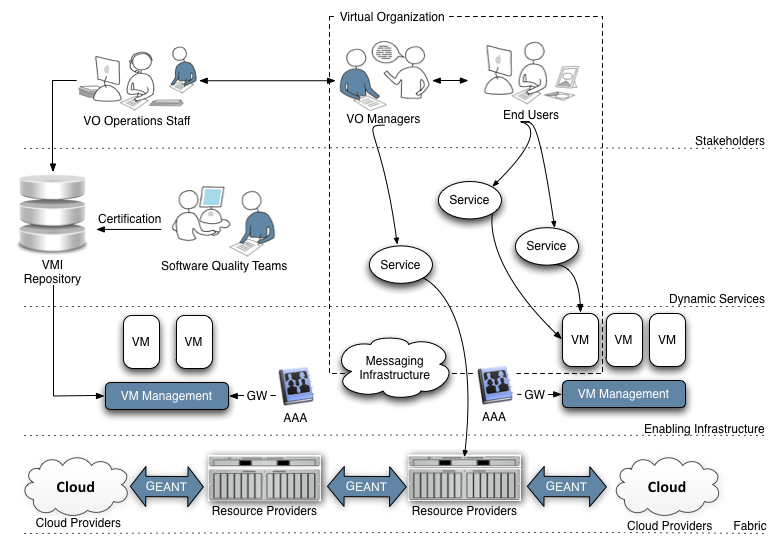 Virtual Organization
VO Operations Staff
VO Managers
End Users
Stakeholders
Service
Certification
Service
VMI
Repository
Software Quality Teams
Service
Dynamic Services
VM
VM
VM
VM
VM
Messaging
Infrastructure
VM Management
GW
AAA
AAA
GW
VM Management
Enabling Infrastructure
Cloud
GEANT
GEANT
GEANT
Cloud
Cloud Providers
Resource Providers
Resource Providers
Cloud Providers
Fabric